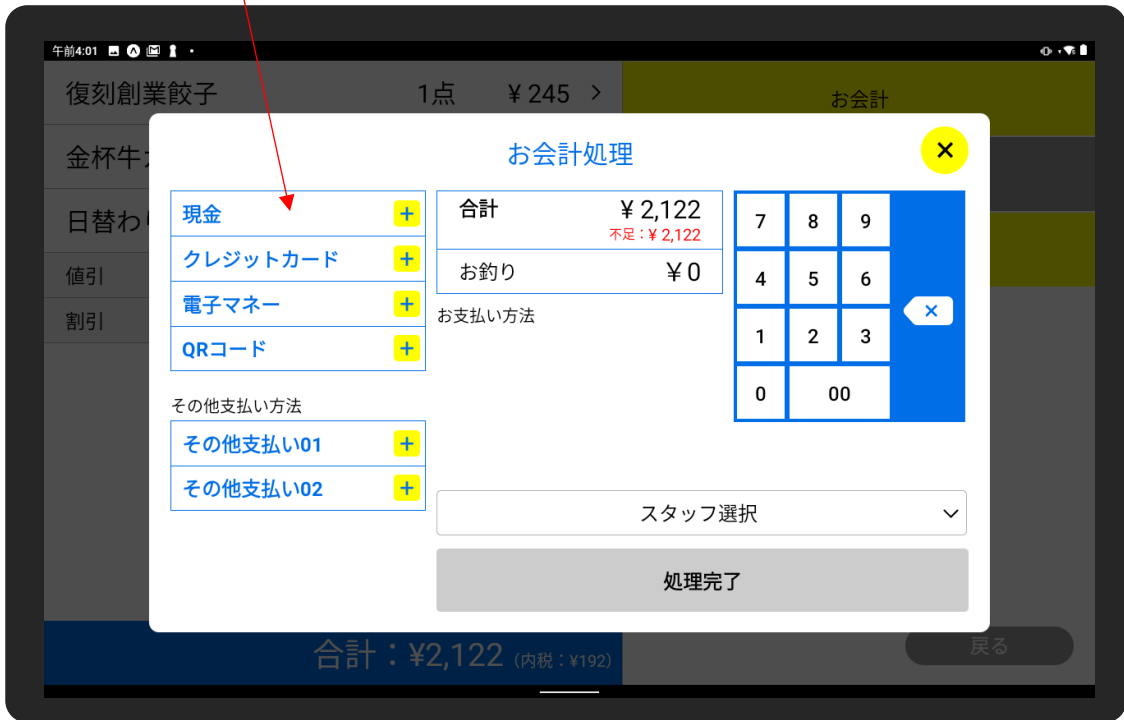 午前4:01
復刻創業餃子 1点 ¥ 245 >
お会計
金杯牛
日替わり
値引
割引
お会計処理
現金 +
クレジットカード +
電子マネー +
QRコード +
その他支払い方法
その他支払い01 +
その他支払い02 +
合計 ¥ 2,122
不足:¥ 2,122
お釣り ¥0
お支払い方法
7 8 9
4 5 6
1 2 3
0 00
スタッフ選択
処理完了
合計:¥2,122 (内税:¥192)
戻る